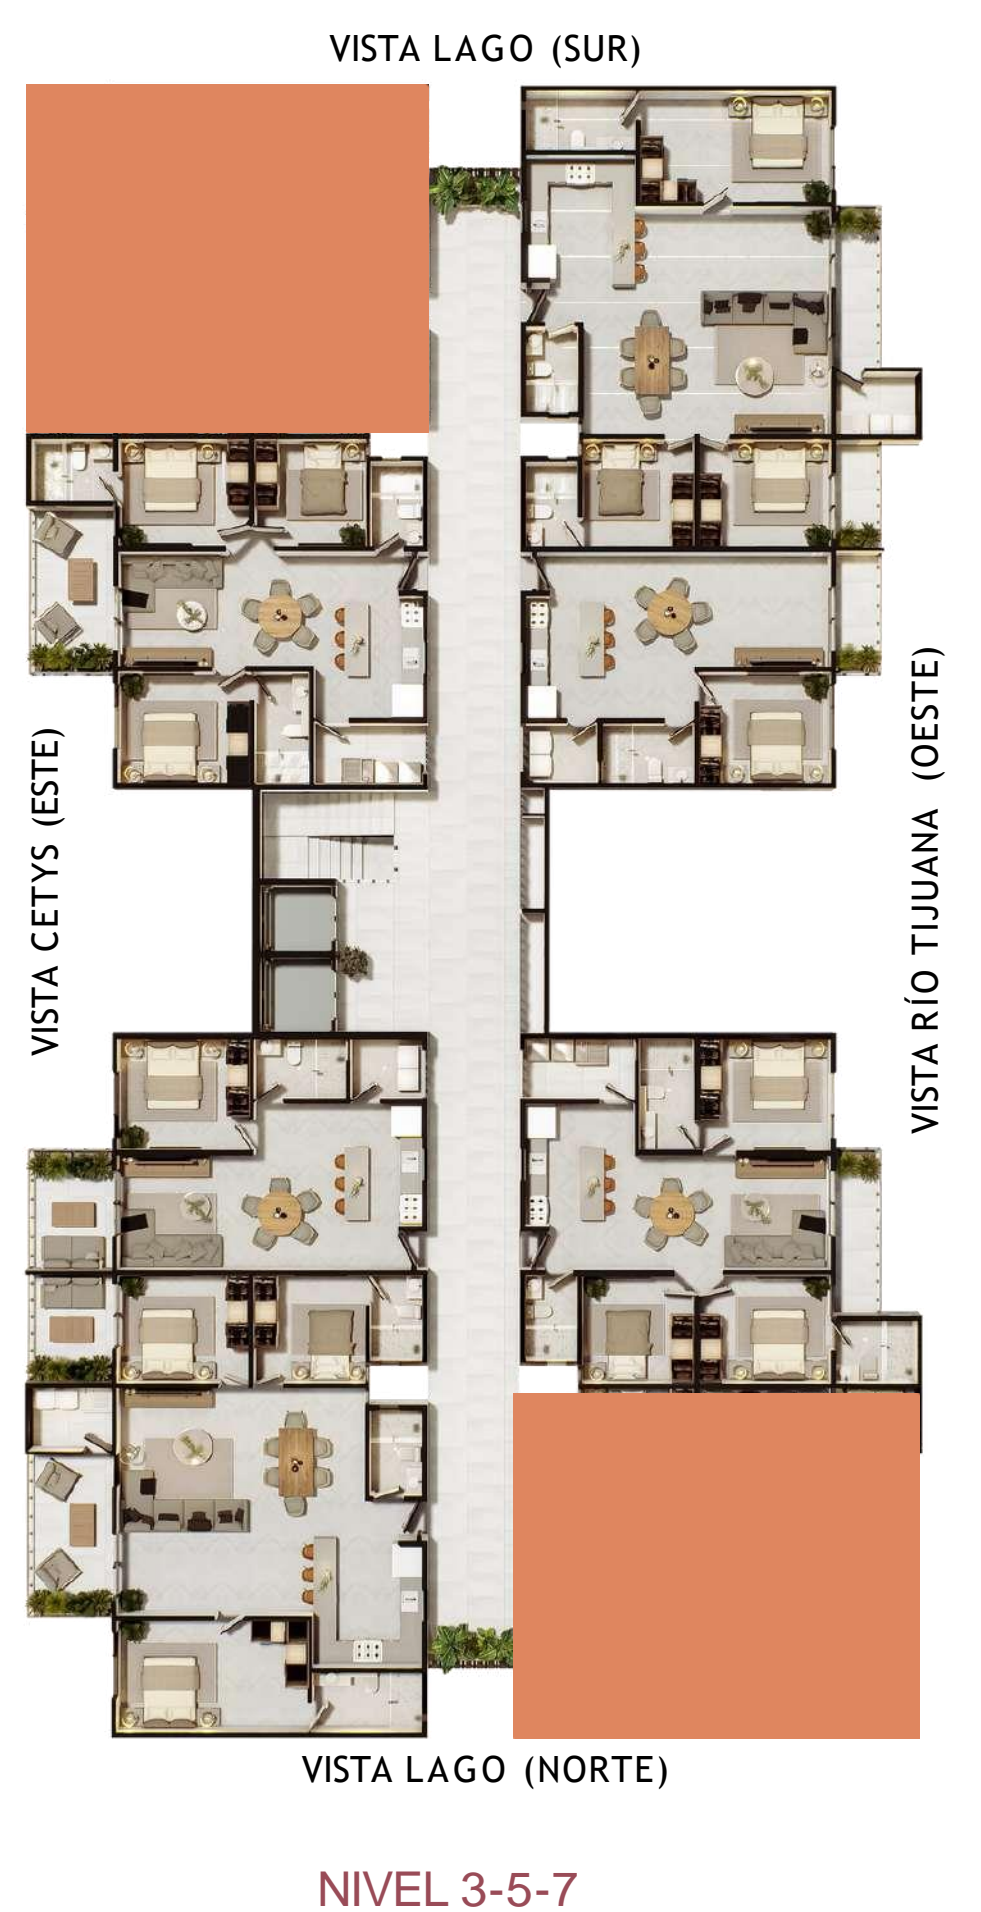 VISTA LAGO (SUR)
VISTA CETYS (ESTE)
VISTA RÍO TIJUANA (OESTE)
VISTA LAGO (NORTE)
NIVEL 3-5-7